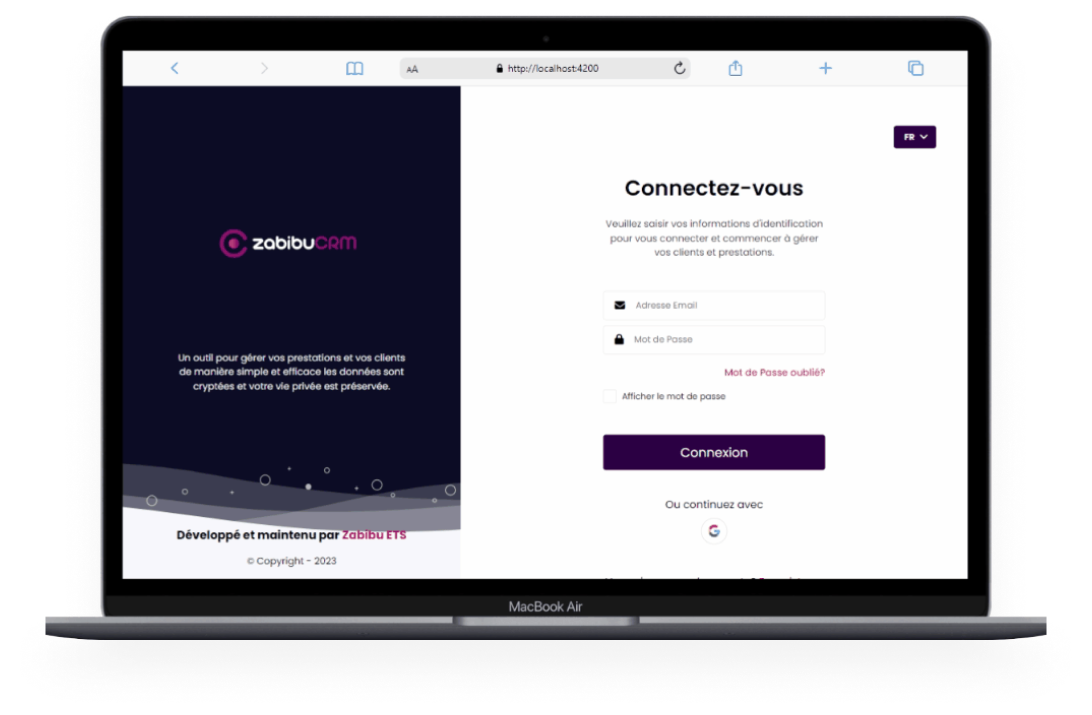 AA
http://localhost:4200
FR
Connectez-vous
Veuillez saisir vos informations d'identification
pour vous connecter et commencer à gérer
vos clients et prestations.
zabibuCRM
Adresse Email
Mot de Passe
Un outil pour gérer vos prestations et vos clients
de manière simple et efficace les données sont
cryptées et votre vie privée est préservée.
Mot de Passe oublié?
Afficher le mot de passe
Connexion
Ou continuez avec
G
Développé et maintenu par Zabibu ETS
© Copyright - 2023
MacBook Air